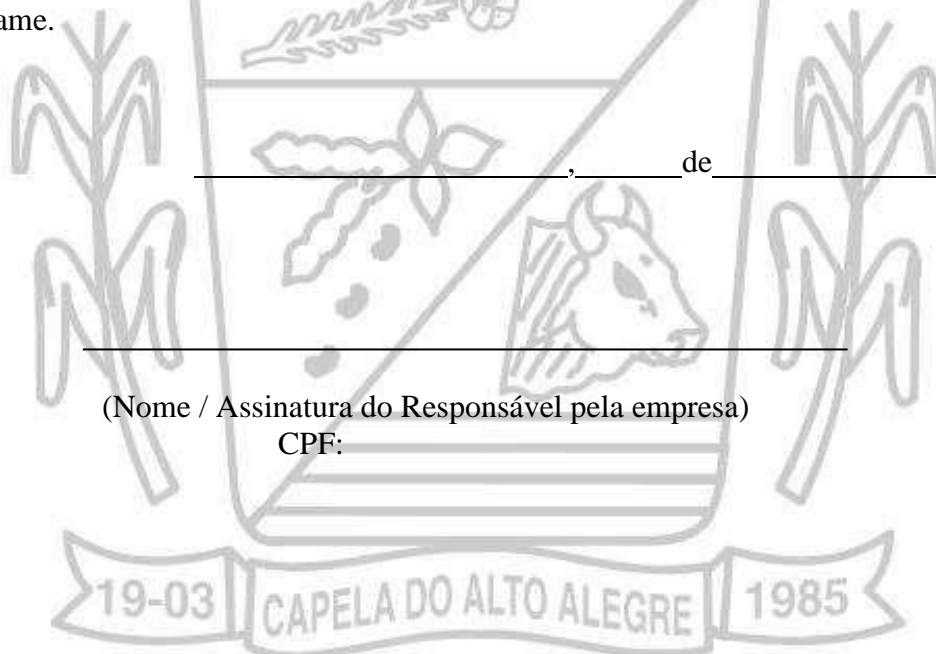 ame.
,        de
(Nome / Assinatura do Responsável pela empresa)
CPF:
19-03 CAPELA DO ALTO ALEGRE 1985